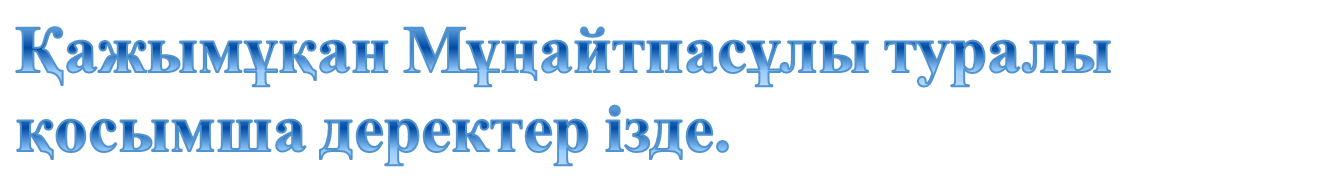 Қажымұқан Мұңайтпасұлы туралы
қосымша деректер ізде.